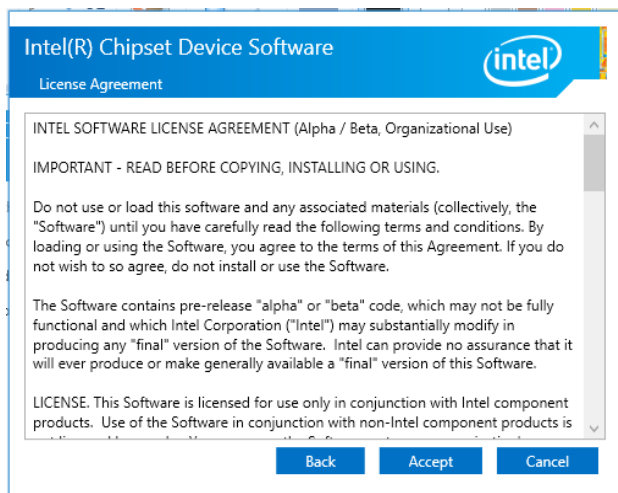 Intel(R) Chipset Device Software
intel
License Agreement
INTEL SOFTWARE LICENSE AGREEMENT (Alpha / Beta, Organizational Use)
IMPORTANT - READ BEFORE COPYING, INSTALLING OR USING.
Do not use or load this software and any associated materials (collectively, the
"Software") until you have carefully read the following terms and conditions. By
loading or using the Software, you agree to the terms of this Agreement. If you do
not wish to so agree, do not install or use the Software.
The Software contains pre-release "alpha" or "beta" code, which may not be fully
functional and which Intel Corporation ("Intel") may substantially modify in
producing any "final" version of the Software.  Intel can provide no assurance that it
will ever produce or make generally available a "final" version of this Software.
LICENSE. This Software is licensed for use only in conjunction with Intel component
products.  Use of the Software in conjunction with non-Intel component products is
Back
Accept
Cancel